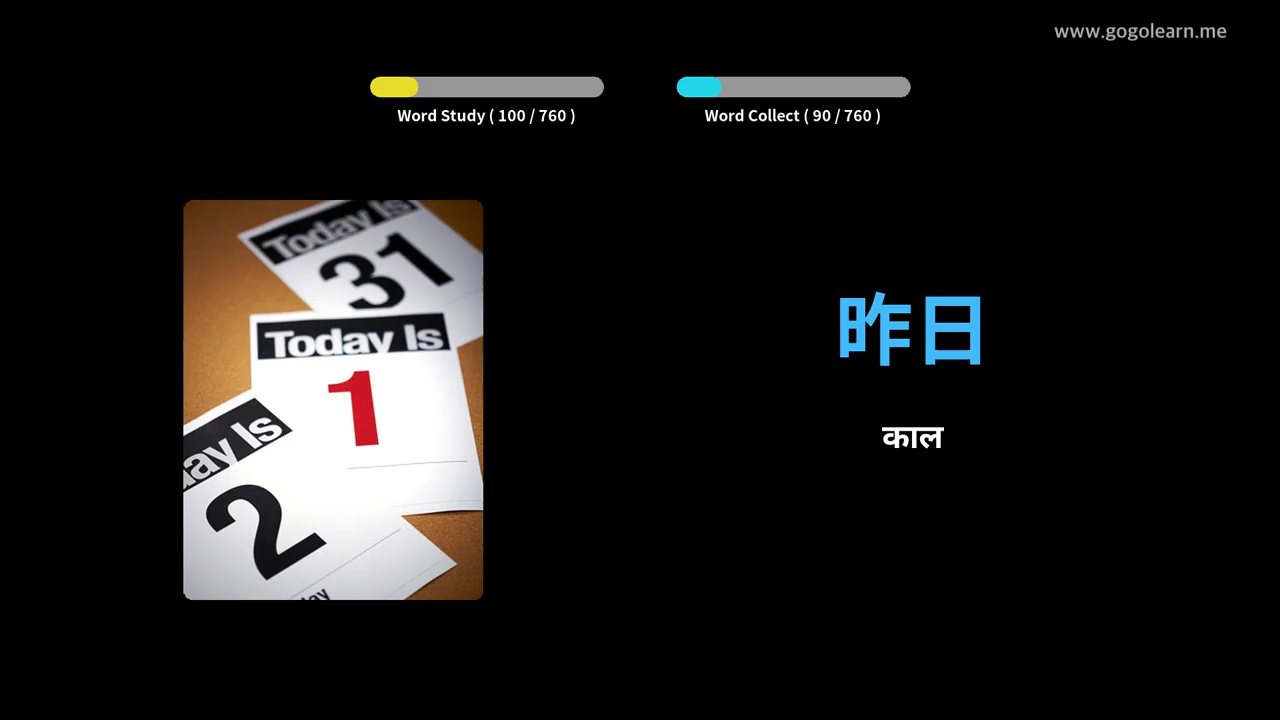 www.gogolearn.me
Word Study ( 100 / 760 )
Word Collect ( 90 / 760 )
Today Is
31
Today Is
1
ay Is
2
昨日
काल